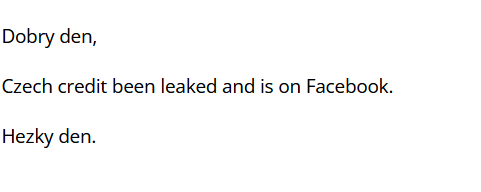 Dobry den,
Czech credit been leaked and is on Facebook.
Hezky den.